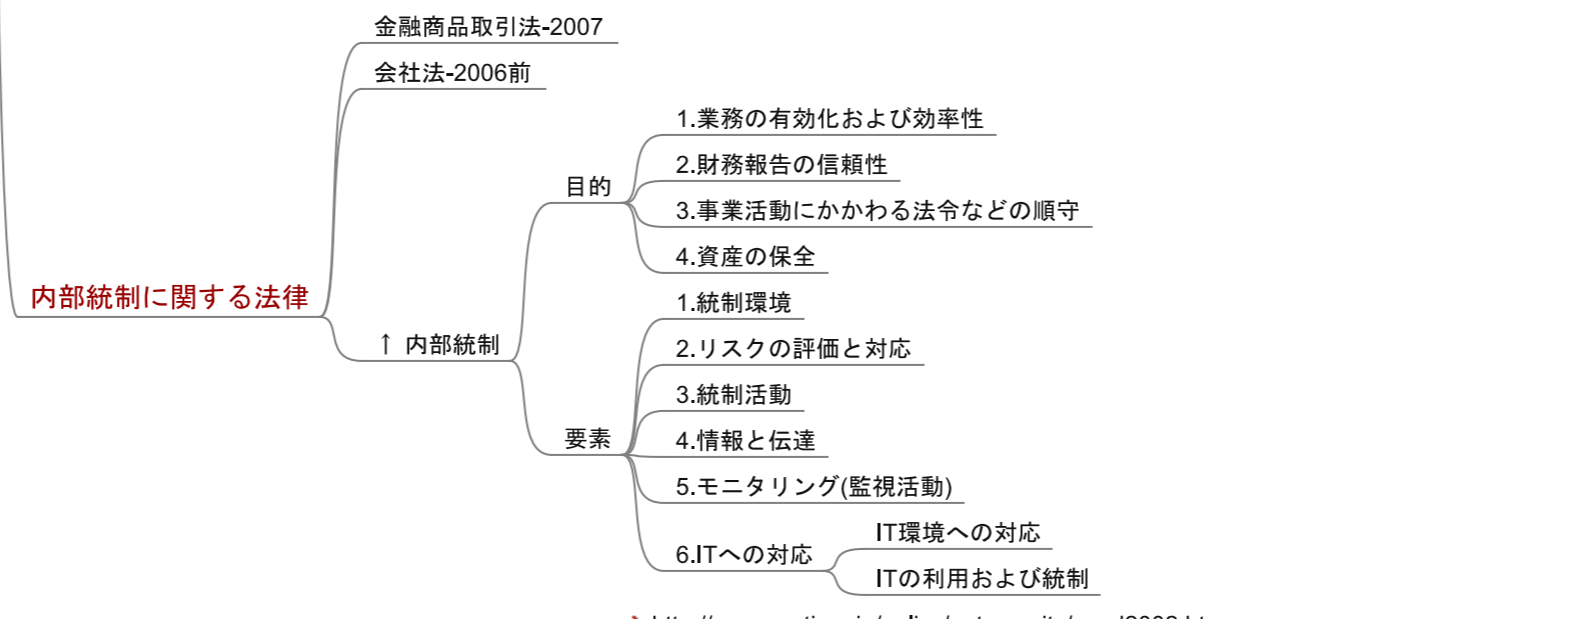 金融商品取引法-2007
会社法-2006前
内部統制に関する法律
↑ 内部統制
目的
1.業務の有効化および効率性
2.財務報告の信頼性
3.事業活動にかかわる法令などの順守
4.資産の保全
要素
1.統制環境
2.リスクの評価と対応
3.統制活動
4.情報と伝達
5.モニタリング(監視活動)
6.ITへの対応
IT環境への対応
ITの利用および統制